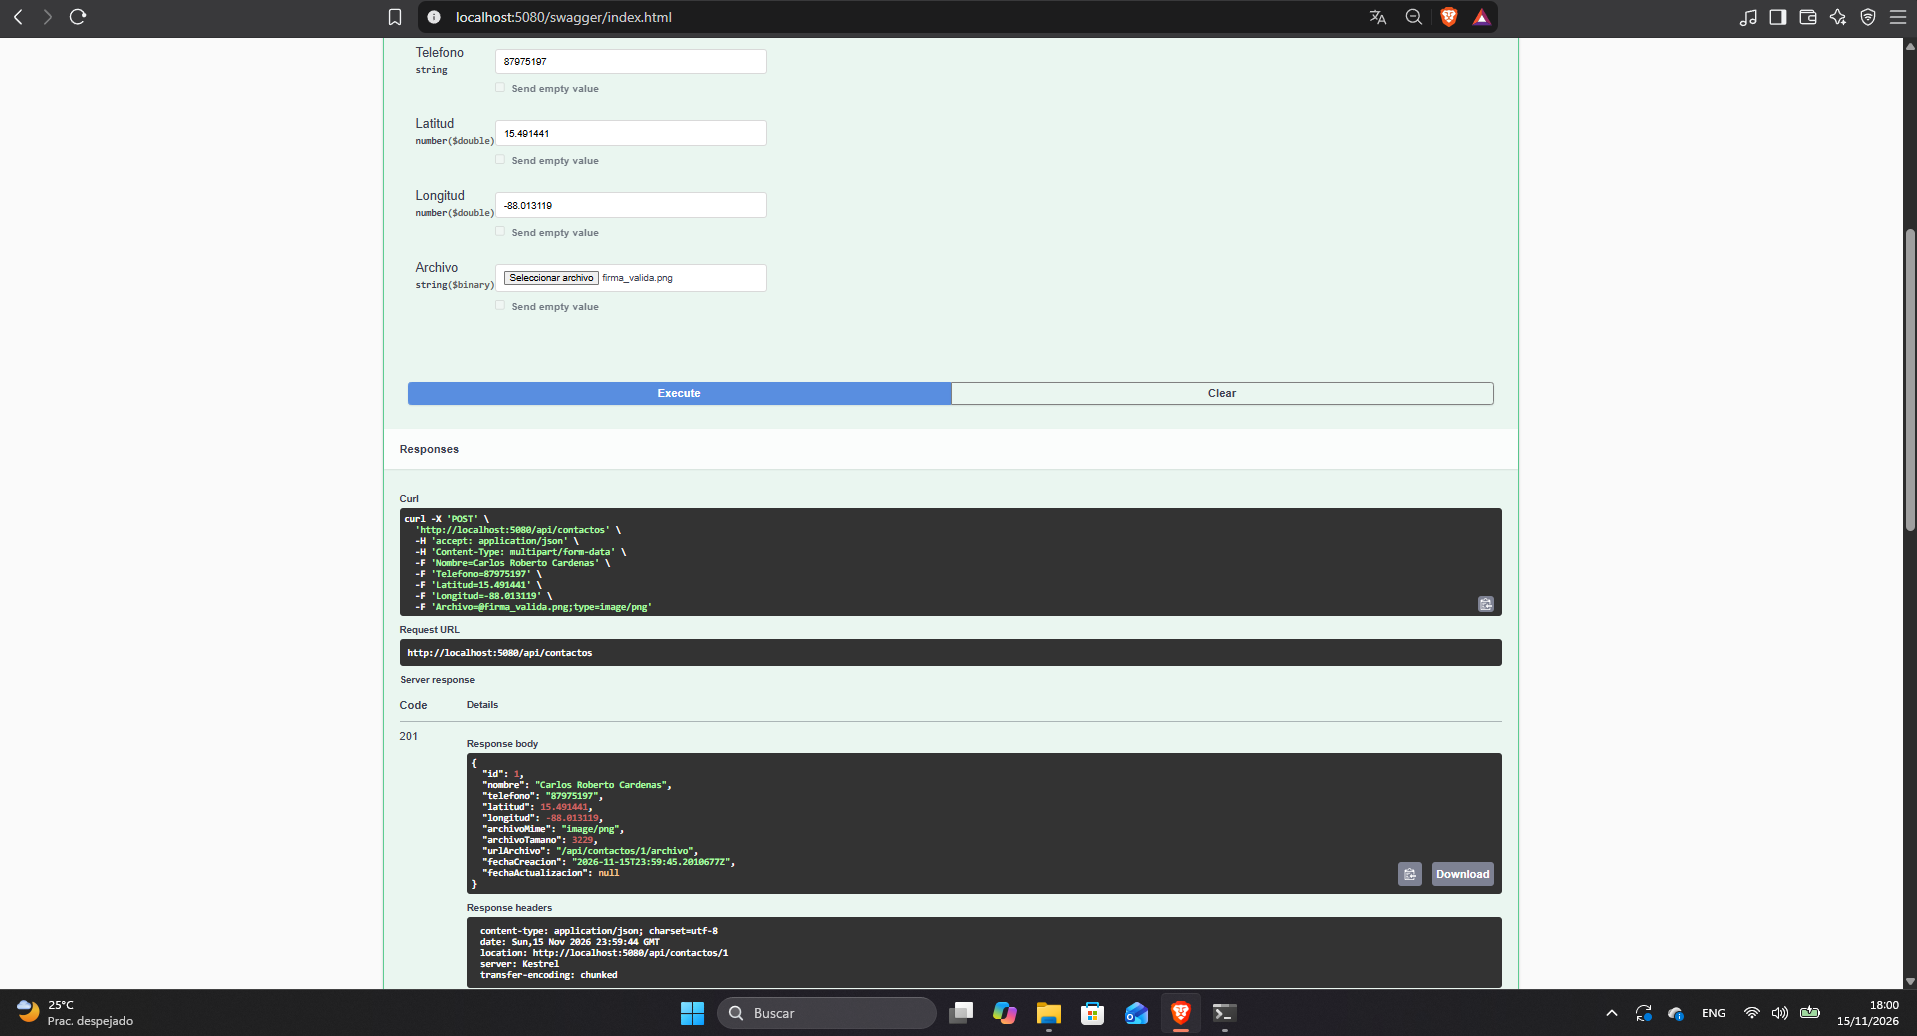 localhost:5080/swagger/index.html
Telefono
string
87975197
Send empty value
Latitud
number($double)
15.491441
Send empty value
Longitud
number($double)
-88.013119
Send empty value
Archivo
string($binary)
Seleccionar archivo firma_valida.png
Send empty value
Execute
Clear
Responses
Curl
curl -X 'POST' \
'http://localhost:5080/api/contactos' \
-H 'accept: application/json' \
-H 'Content-Type: multipart/form-data' \
-F 'Nombre=Carlos Roberto Cardenas' \
-F 'Telefono=87975197' \
-F 'Latitud=15.491441' \
-F 'Longitud=-88.013119' \
-F 'Archivo=@firma_valida.png;type=image/png'
Request URL
http://localhost:5080/api/contactos
Server response
Code Details
201
Response body
{
"id": 1,
"nombre": "Carlos Roberto Cardenas",
"telefono": "87975197",
"latitud": 15.491441,
"longitud": -88.013119,
"archivoMime": "image/png",
"archivoTamano": 3229,
"urlArchivo": "/api/contactos/1/archivo",
"fechaCreacion": "2026-11-15T23:59:45.2010677Z",
"fechaActualizacion": null
}
Download
Response headers
content-type: application/json; charset=utf-8
date: Sun,15 Nov 2026 23:59:44 GMT
location: http://localhost:5080/api/contactos/1
server: Kestrel
transfer-encoding: chunked
25°C
Prac. despejado
Buscar
ENG
18:00
15/11/2026